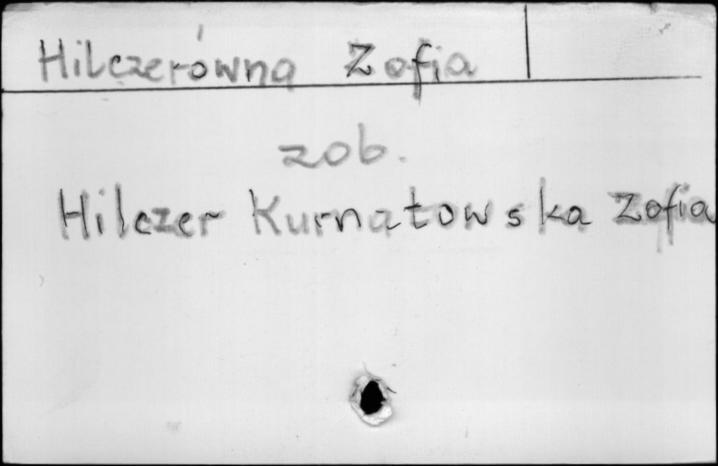 Hilczerówna Zofia
zob.
Hilczer Kurnatowska Zofia